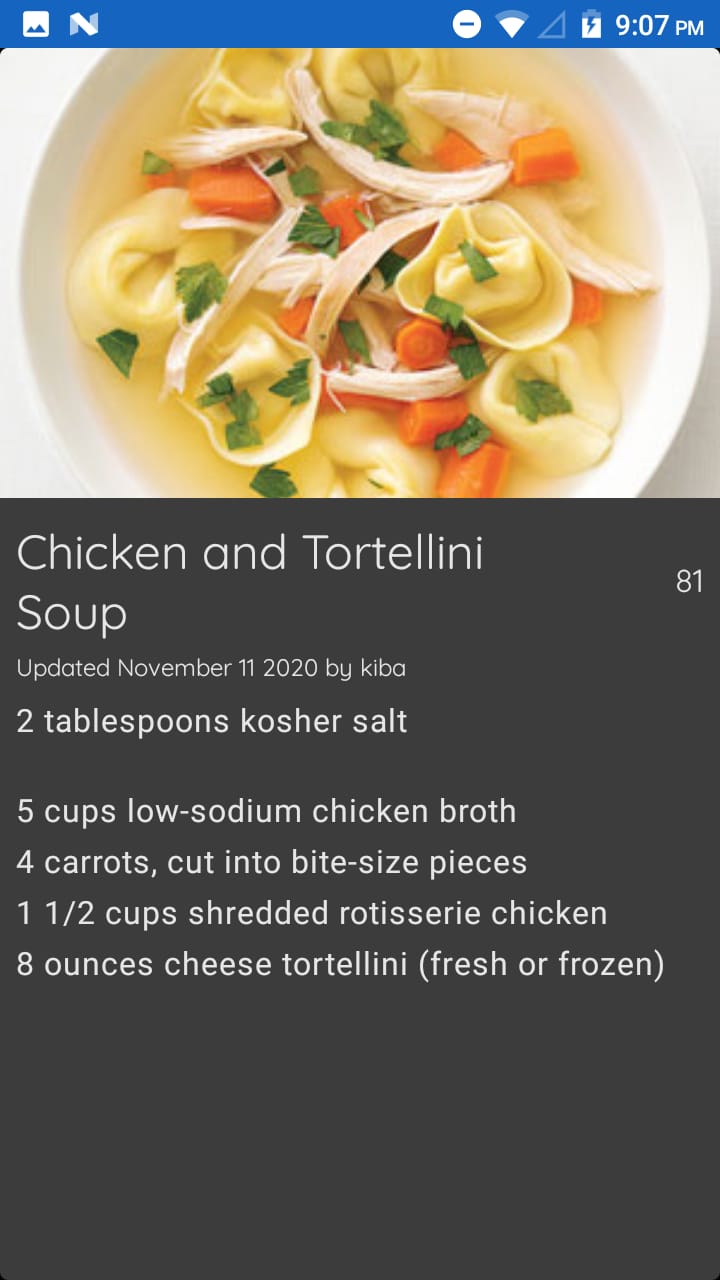 9:07 PM
Chicken and Tortellini
Soup
81
Updated November 11 2020 by kiba
2 tablespoons kosher salt
5 cups low-sodium chicken broth
4 carrots, cut into bite-size pieces
1 1/2 cups shredded rotisserie chicken
8 ounces cheese tortellini (fresh or frozen)